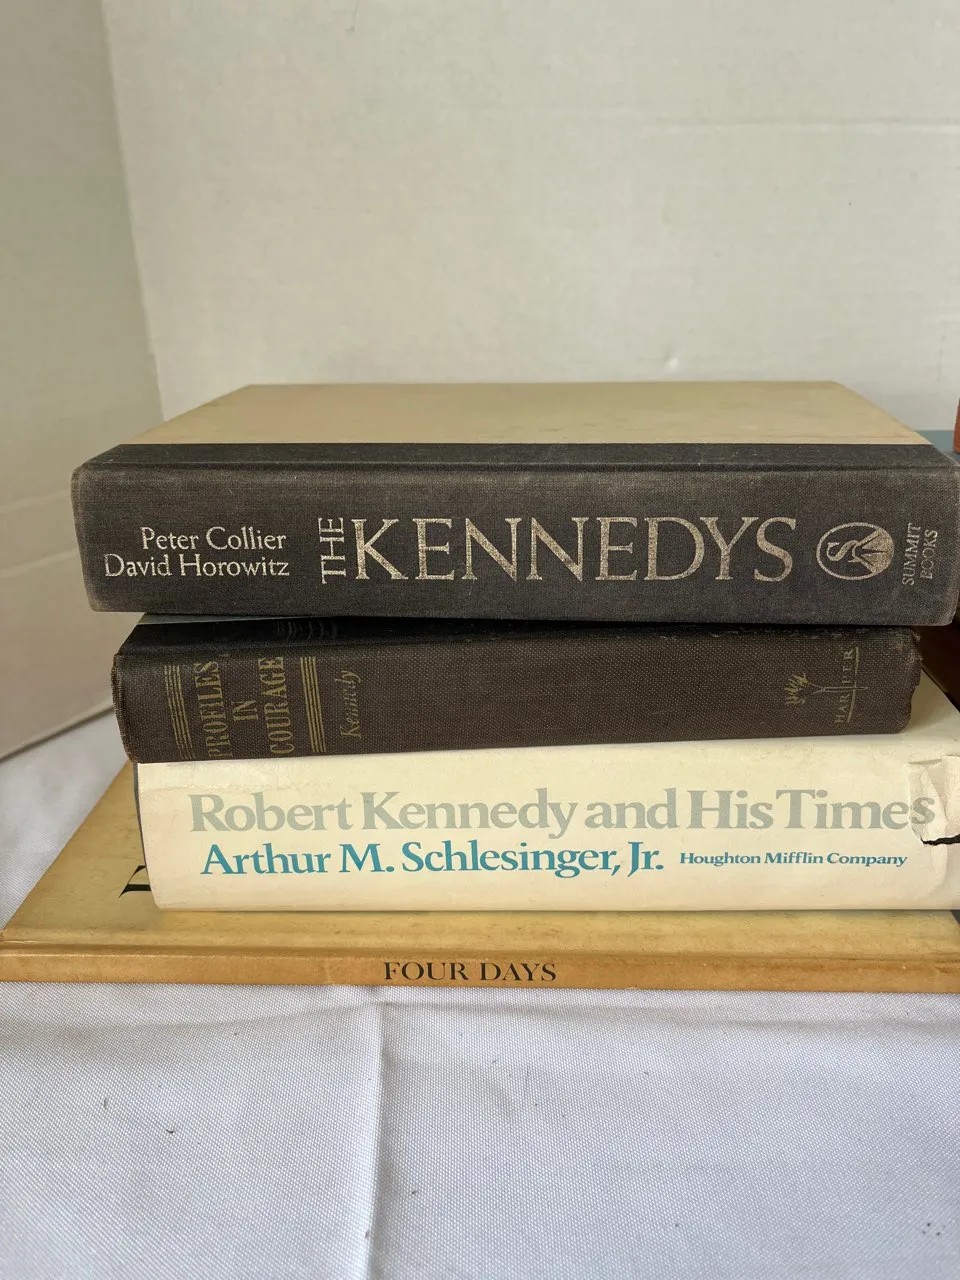 Peter Collier
David Horowitz
THE KENNEDYS
SUMMIT
BOOKS
PROFILES
IN
COURAGE
Kennedy
HARPER
Robert Kennedy and His Times
Arthur M. Schlesinger, Jr. Houghton Mifflin Company
FOUR DAYS